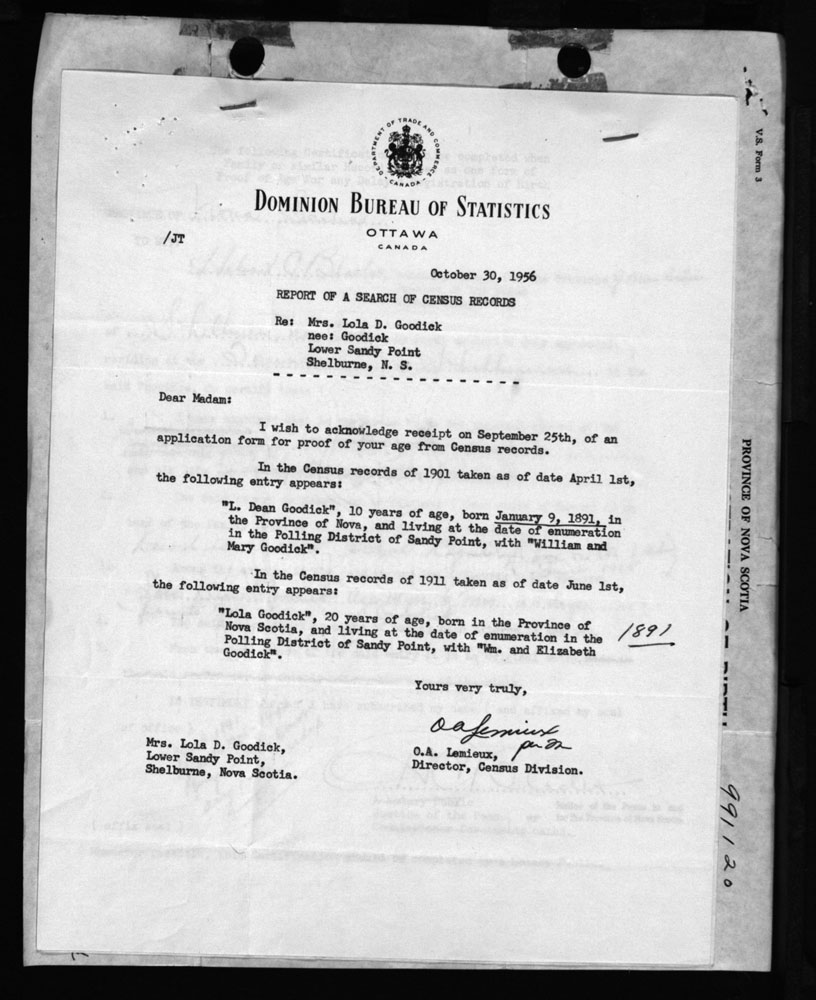 DEPARTMENT OF TRADE AND COMMERCE
CANADA
DOMINION BUREAU OF STATISTICS
OTTAWA
CANADA
/JT
October 30, 1956
REPORT OF A SEARCH OF CENSUS RECORDS
Re: Mrs. Lola D. Goodick
nee: Goodick
Lower Sandy Point
Shelburne, N. S.
Dear Madam:
I wish to acknowledge receipt on September 25th, of an
application form for proof of your age from Census records.
In the Census records of 1901 taken as of date April 1st,
the following entry appears:
"L. Dean Goodick", 10 years of age, born January 9, 1891, in
the Province of Nova, and living at the date of enumeration
in the Polling District of Sandy Point, with "William and
Mary Goodick".
In the Census records of 1911 taken as of date June 1st,
the following entry appears:
"Lola Goodick", 20 years of age, born in the Province of
Nova Scotia, and living at the date of enumeration in the
Polling District of Sandy Point, with "Wm. and Elizabeth
Goodick".
1891
Yours very truly,
O A Lemieux
per
O.A. Lemieux,
Director, Census Division.
Mrs. Lola D. Goodick,
Lower Sandy Point,
Shelburne, Nova Scotia.
V.S. Form 3
PROVINCE OF NOVA SCOTIA
991120